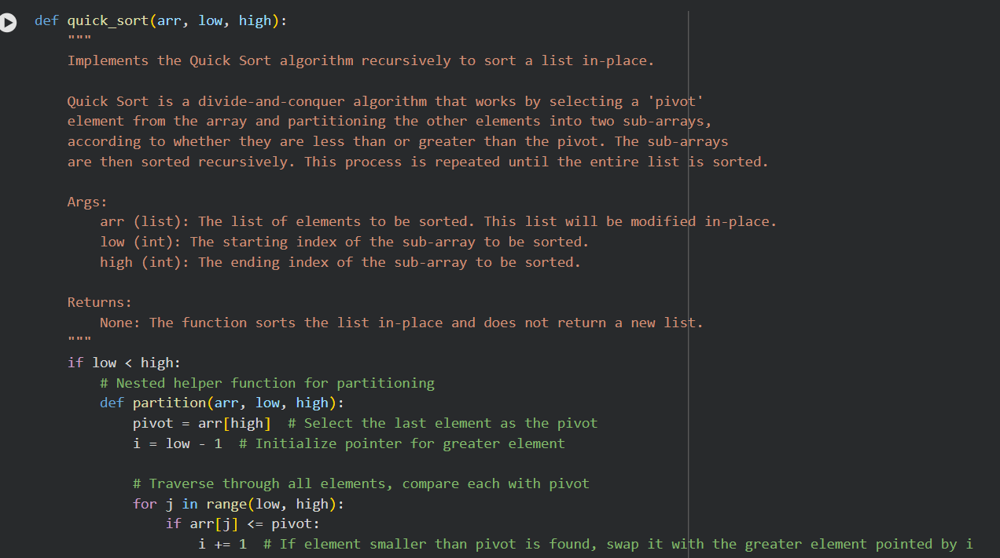 def quick_sort(arr, low, high):
    """
    Implements the Quick Sort algorithm recursively to sort a list in-place.

    Quick Sort is a divide-and-conquer algorithm that works by selecting a 'pivot'
    element from the array and partitioning the other elements into two sub-arrays,
    according to whether they are less than or greater than the pivot. The sub-arrays
    are then sorted recursively. This process is repeated until the entire list is sorted.

    Args:
        arr (list): The list of elements to be sorted. This list will be modified in-place.
        low (int): The starting index of the sub-array to be sorted.
        high (int): The ending index of the sub-array to be sorted.

    Returns:
        None: The function sorts the list in-place and does not return a new list.
    """
    if low < high:
        # Nested helper function for partitioning
        def partition(arr, low, high):
            pivot = arr[high]  # Select the last element as the pivot
            i = low - 1  # Initialize pointer for greater element

            # Traverse through all elements, compare each with pivot
            for j in range(low, high):
                if arr[j] <= pivot:
                    i += 1  # If element smaller than pivot is found, swap it with the greater element pointed by i